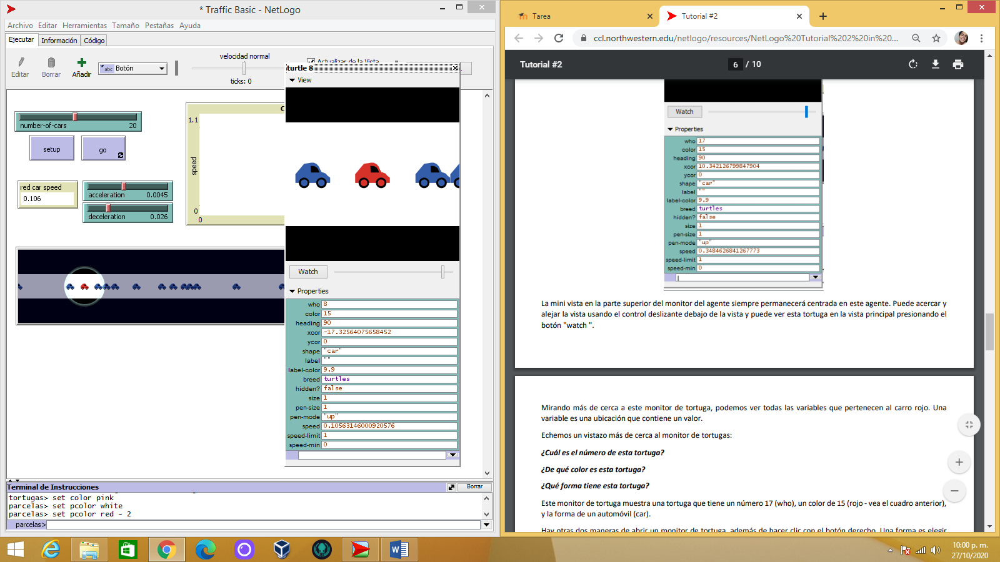 * Traffic Basic - NetLogo
Archivo Editar Herramientas Tamaño Pestañas Ayuda
Ejecutar Información Código
Editar Borrar Añadir
abc Botón
velocidad normal
ticks: 0
Actualizar de la Vista
number-of-cars 20
setup
go
red car speed
0.106
acceleration 0.0045
deceleration 0.026
C
1.1
speed
0
0
turtle 8
View
Watch
Properties
who 8
color 15
heading 90
xcor -17.32564075658452
ycor 0
shape "car"
label ""
label-color 9.9
breed turtles
hidden? false
size 1
pen-size 1
pen-mode "up"
speed 0.10563146000920576
speed-limit 1
speed-min 0
Terminal de Instrucciones
Borrar
tortugas> set color pink
parcelas> set pcolor white
parcelas> set pcolor red - 2
parcelas>
Tarea
Tutorial #2
ccl.northwestern.edu/netlogo/resources/NetLogo%20Tutorial%202%20in%20...
Tutorial #2
6 / 10
Watch
Properties
who 17
color 15
heading 90
xcor 10.342126799847904
ycor 0
shape "car"
label ""
label-color 9.9
breed turtles
hidden? false
size 1
pen-size 1
pen-mode "up"
speed 0.3484626841267773
speed-limit 1
speed-min 0
La mini vista en la parte superior del monitor del agente siempre permanecerá centrada en este agente. Puede acercar y
alejar la vista usando el control deslizante debajo de la vista y puede ver esta tortuga en la vista principal presionando el
botón "watch ".
Mirando más de cerca a este monitor de tortuga, podemos ver todas las variables que pertenecen al carro rojo. Una
variable es una ubicación que contiene un valor.
Echemos un vistazo más de cerca al monitor de tortugas:
¿Cuál es el número de esta tortuga?
¿De qué color es esta tortuga?
¿Qué forma tiene esta tortuga?
Este monitor de tortuga muestra una tortuga que tiene un número 17 (who), un color de 15 (rojo - vea el cuadro anterior),
y la forma de un automóvil (car).
Hay otras dos maneras de abrir un monitor de tortuga, además de hacer clic con el botón derecho. Una forma es elegir
10:00 p. m.
27/10/2020